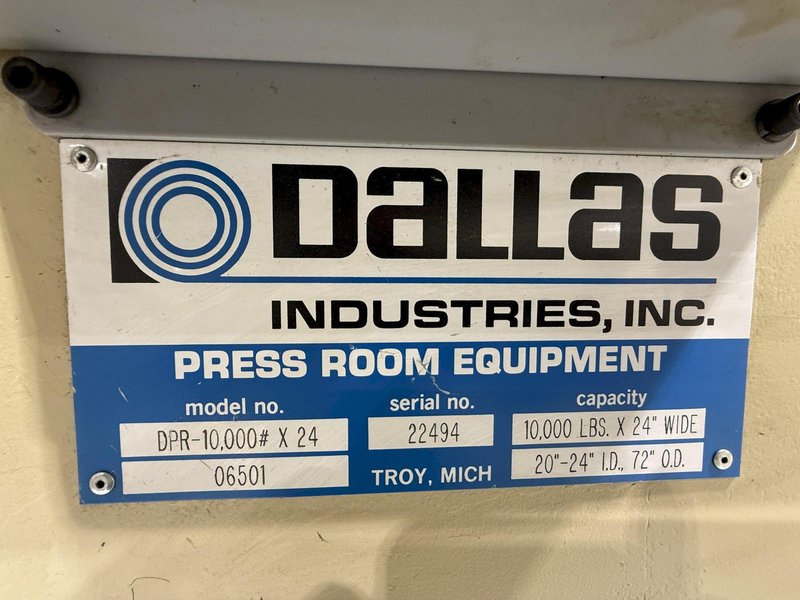 Dallas
INDUSTRIES, INC.
PRESS ROOM EQUIPMENT
model no.
DPR-10,000# X 24
06501
serial no.
22494
TROY, MICH
capacity
10,000 LBS. X 24" WIDE
20"-24" I.D., 72" O.D.